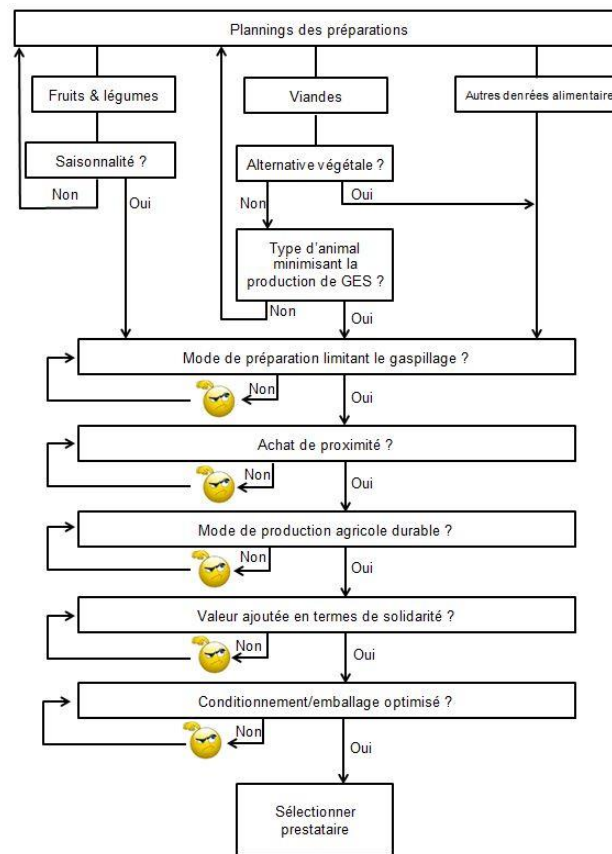 Plannings des préparations
Fruits & légumes
Viandes
Autres denrées alimentaire
Saisonnalité ?
Alternative végétale ?
Non
Oui
Non
Oui
Type d'animal
minimisant la
production de GES ?
Non
Oui
Mode de préparation limitant le gaspillage ?
Non
Oui
Achat de proximité ?
Non
Oui
Mode de production agricole durable ?
Non
Oui
Valeur ajoutée en termes de solidarité ?
Non
Oui
Conditionnement/emballage optimisé ?
Non
Oui
Sélectionner
prestataire